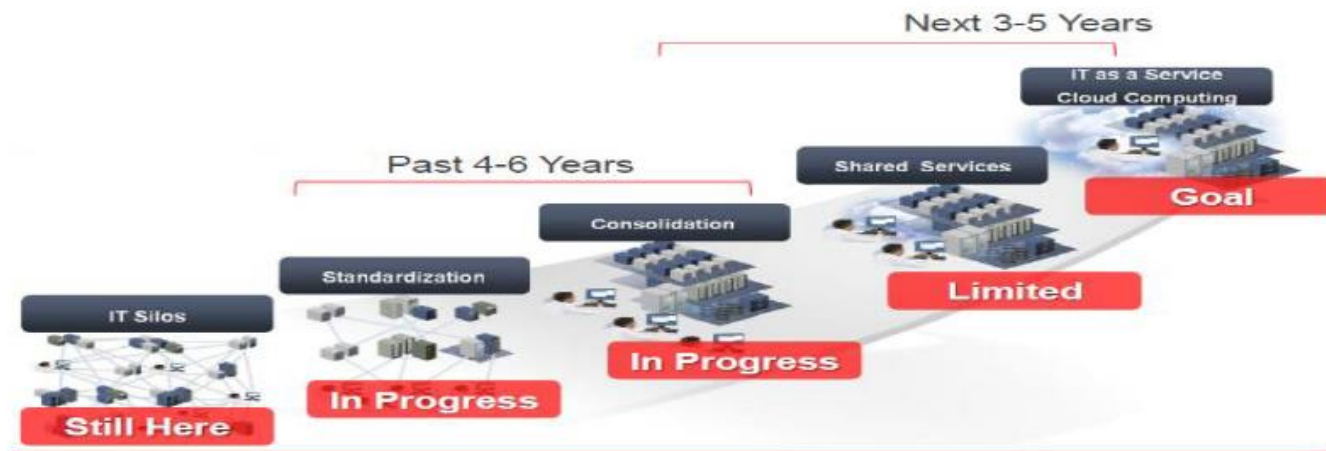 Next 3-5 Years
IT as a Service
Cloud Computing
Goal
Past 4-6 Years
Shared Services
Limited
Consolidation
In Progress
Standardization
In Progress
IT Silos
Still Here